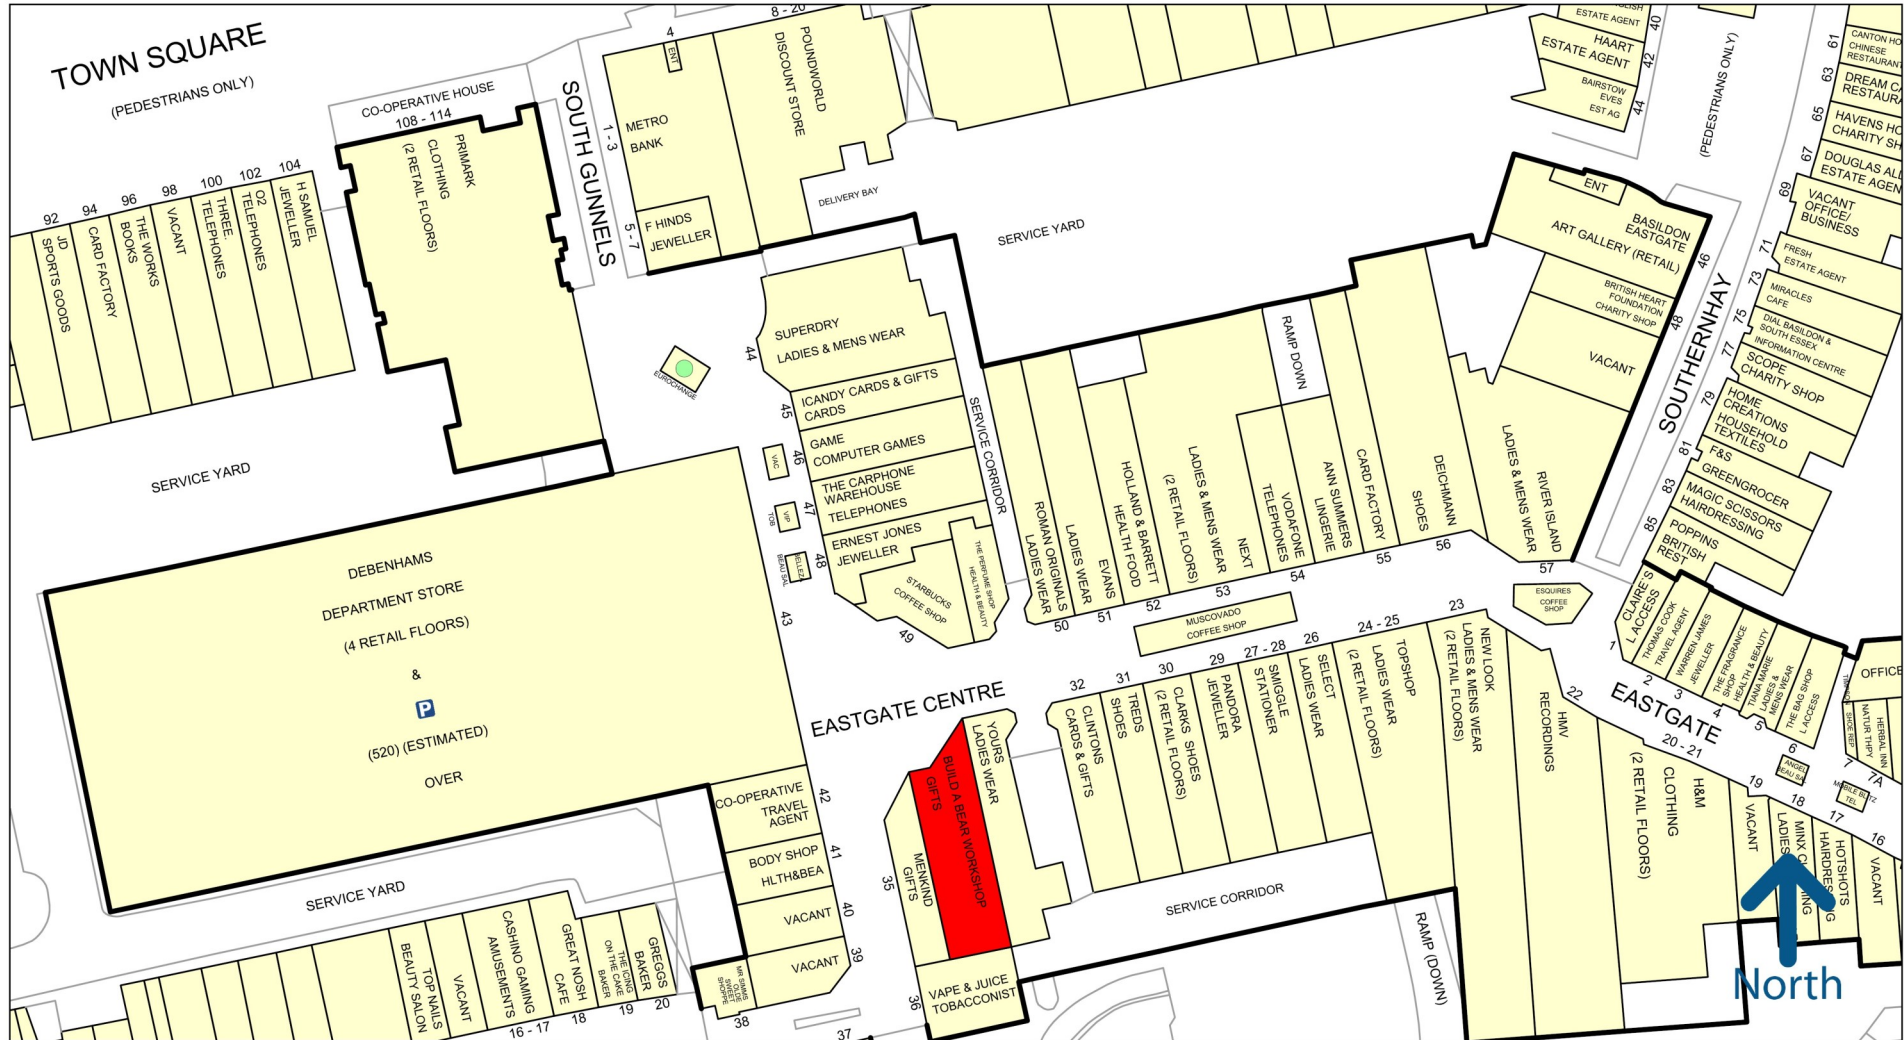 TOWN SQUARE
(PEDESTRIANS ONLY)
CO-OPERATIVE HOUSE
108 - 114
PRIMARK
CLOTHING
(2 RETAIL FLOORS)
92
94
96
98
100
102
104
JD
SPORTS GOODS
CARD FACTORY
THE WORKS
BOOKS
VACANT
THREE.
TELEPHONES
O2
TELEPHONES
H SAMUEL
JEWELLER
SERVICE YARD
SOUTH GUNNELS
1 - 3
5 - 7
4
ENT
8 - 20
METRO
BANK
F HINDS
JEWELLER
POUNDWORLD
DISCOUNT STORE
DELIVERY BAY
SERVICE YARD
EUROCHANGE
44
SUPERDRY
LADIES & MENS WEAR
45
ICANDY CARDS & GIFTS
CARDS
46
GAME
COMPUTER GAMES
47
THE CARPHONE
WAREHOUSE
TELEPHONES
48
ERNEST JONES
JEWELLER
49
STARBUCKS
COFFEE SHOP
THE PERFUME SHOP
HEALTH & BEAUTY
VAC
VIP
TOB
BELLEZA
BEAU SAL
43
SERVICE CORRIDOR
DEBENHAMS
DEPARTMENT STORE
(4 RETAIL FLOORS)
&
P
(520) (ESTIMATED)
OVER
ROMAN ORIGINALS
LADIES WEAR
50
EVANS
LADIES WEAR
51
HOLLAND & BARRETT
HEALTH FOOD
52
NEXT
LADIES & MENS WEAR
(2 RETAIL FLOORS)
53
RAMP DOWN
VODAFONE
TELEPHONES
54
ANN SUMMERS
LINGERIE
CARD FACTORY
55
DEICHMANN
SHOES
56
RIVER ISLAND
LADIES & MENS WEAR
57
ENT
BASILDON
EASTGATE
ART GALLERY (RETAIL)
46
BRITISH HEART
FOUNDATION
CHARITY SHOP
48
VACANT
SOUTHERNHAY
(PEDESTRIANS ONLY)
ESTATE AGENT
40
HAART
ESTATE AGENT
42
BAIRSTOW
EVES
EST AG
44
61
CHINESE
RESTAURANT
63
65
67
69
VACANT
OFFICE/
BUSINESS
71
FRESH
ESTATE AGENT
73
MIRACLES
CAFE
75
DIAL BASILDON &
SOUTH ESSEX
INFORMATION CENTRE
77
SCOPE
CHARITY SHOP
79
HOME
CREATIONS
HOUSEHOLD
TEXTILES
81
F&S
GREENGROCER
83
MAGIC SCISSORS
HAIRDRESSING
85
POPPINS
BRITISH
REST
MUSCOVADO
COFFEE SHOP
ESQUIRES
COFFEE
SHOP
EASTGATE CENTRE
EASTGATE
1
CLAIRE'S
L ACCESS
2
THOMAS COOK
TRAVEL AGENT
3
WARREN JAMES
JEWELLER
4
THE FRAGRANCE
SHOP
HEALTH & BEAUTY
5
TIANA MARIE
LADIES &
MENS WEAR
6
THE BAG SHOP
L ACCESS
SHOE REP
7
7A
HERBAL INN
NATUR THPY
OFFICE
ANGEL
BEAU SAL
MOBILE BLITZ
TEL
32
CLINTONS
CARDS & GIFTS
31
TREDS
SHOES
30
CLARKS SHOES
(2 RETAIL FLOORS)
29
PANDORA
JEWELLER
27 - 28
SMIGGLE
STATIONER
26
SELECT
LADIES WEAR
24 - 25
TOPSHOP
LADIES WEAR
(2 RETAIL FLOORS)
23
NEW LOOK
LADIES & MENS WEAR
(2 RETAIL FLOORS)
22
HMV
RECORDINGS
20 - 21
H&M
CLOTHING
(2 RETAIL FLOORS)
19
VACANT
18
17
HOTSHOTS
16
VACANT
YOURS
LADIES WEAR
BUILD A BEAR WORKSHOP
GIFTS
35
MENKIND
GIFTS
36
VAPE & JUICE
TOBACCONIST
SERVICE CORRIDOR
RAMP (DOWN)
42
CO-OPERATIVE
TRAVEL
AGENT
41
BODY SHOP
HLTH&BEA
40
VACANT
39
VACANT
MR SIMMS
OLDE
SWEET
SHOPPE
38
37
SERVICE YARD
TOP NAILS
BEAUTY SALON
VACANT
CASHINO GAMING
AMUSEMENTS
16 - 17
GREAT NOSH
CAFE
18
THE ICING
ON THE CAKE
BAKER
19
GREGGS
BAKER
20
North